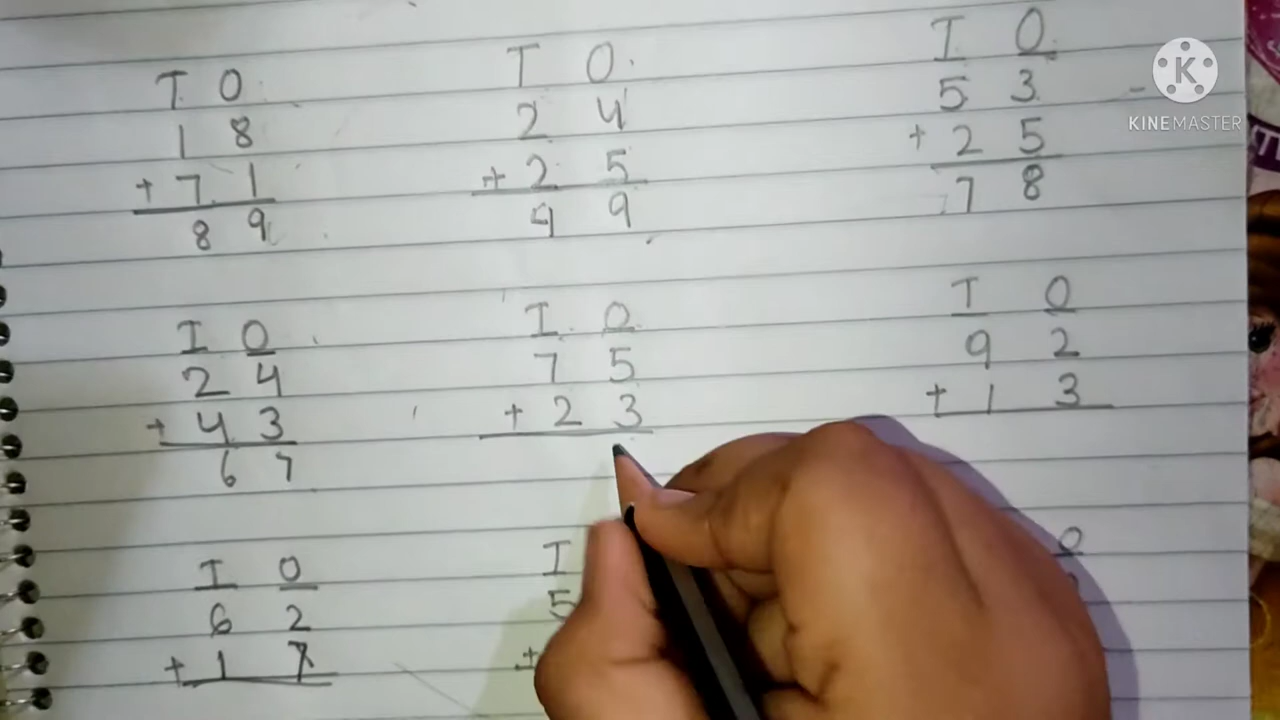 T O
1 8
+ 7 1
8 9
T O
2 4
+ 2 5
4 9
T O
5 3
+ 2 5
7 8
K
KINEMASTER
T O
2 4
+ 4 3
6 7
T O
7 5
+ 2 3
T O
9 2
+ 1 3
T O
6 2
+ 1 7
T
5
+
O